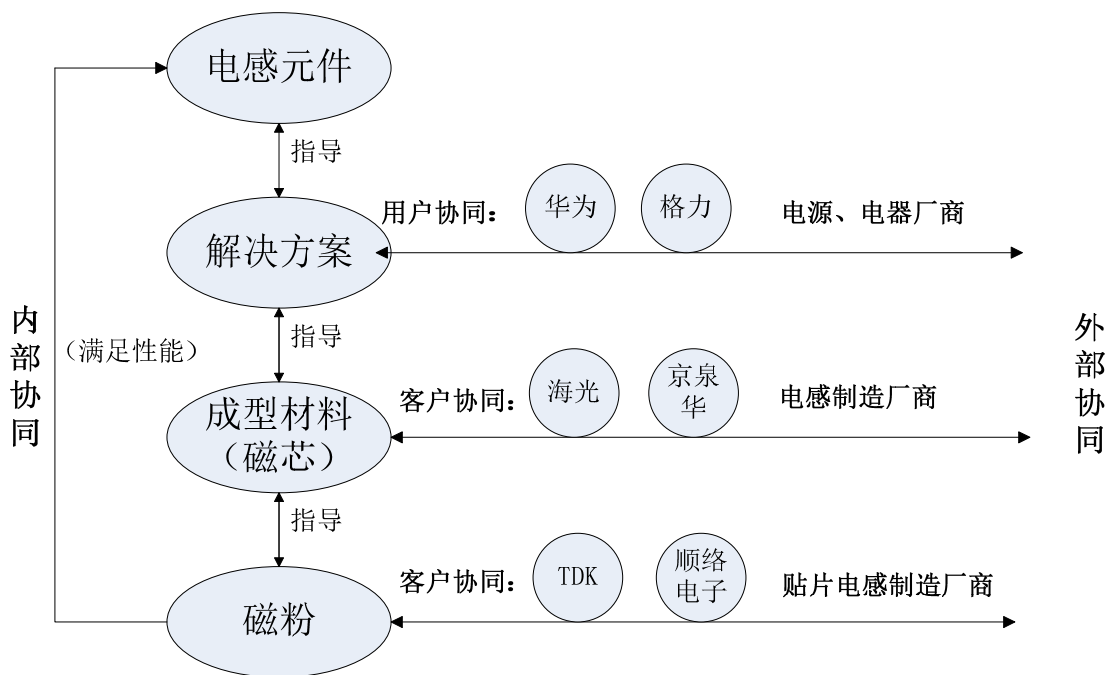 电感元件
指导
用户协同：
华为
格力
电源、电器厂商
解决方案
内部协同
（满足性能）
指导
外部协同
客户协同：
海光
京泉
华
电感制造厂商
成型材料
（磁芯）
指导
客户协同：
TDK
顺络
电子
贴片电感制造厂商
磁粉